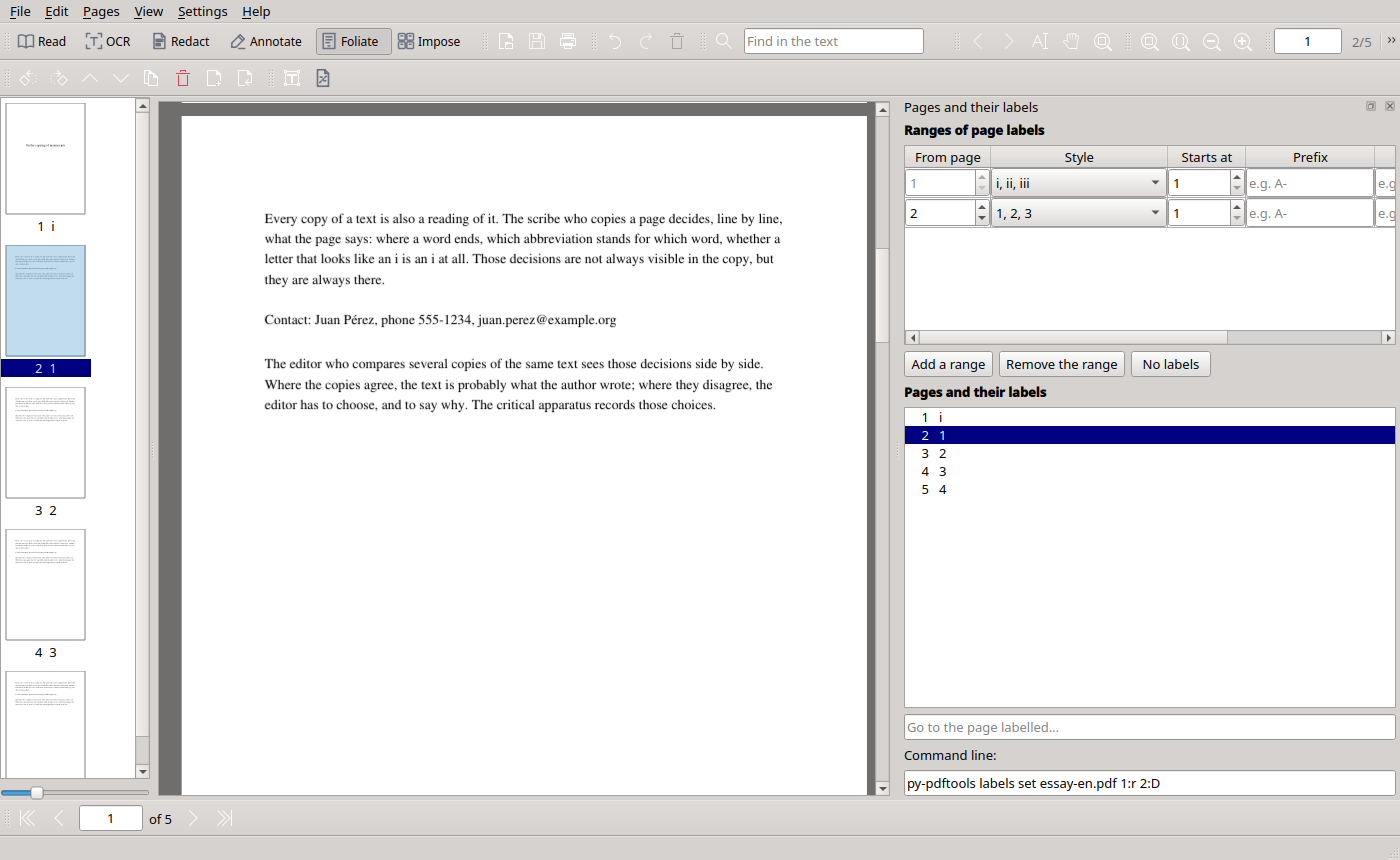 File Edit Pages View Settings Help
Read OCR Redact Annotate Foliate Impose Find in the text 1 2/5 »
1 i
2 1
3 2
4 3
Every copy of a text is also a reading of it. The scribe who copies a page decides, line by line,
what the page says: where a word ends, which abbreviation stands for which word, whether a
letter that looks like an i is an i at all. Those decisions are not always visible in the copy, but
they are always there.
Contact: Juan Pérez, phone 555-1234, juan.perez@example.org
The editor who compares several copies of the same text sees those decisions side by side.
Where the copies agree, the text is probably what the author wrote; where they disagree, the
editor has to choose, and to say why. The critical apparatus records those choices.
Pages and their labels
Ranges of page labels
From page Style Starts at Prefix
1 i, ii, iii 1 e.g. A- e.g
2 1, 2, 3 1 e.g. A- e.g
Add a range Remove the range No labels
Pages and their labels
1 i
2 1
3 2
4 3
5 4
Go to the page labelled...
Command line:
py-pdftools labels set essay-en.pdf 1:r 2:D
1 of 5